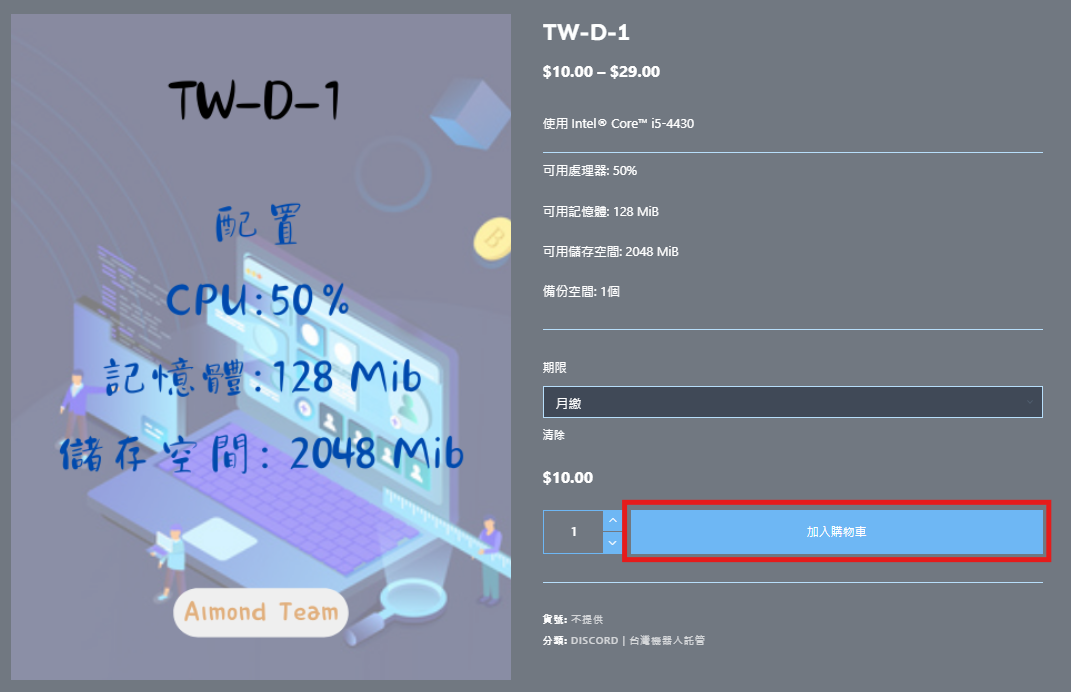 TW-D-1
配置
CPU:50%
記憶體:128 Mib
儲存空間: 2048 Mib
Aimond Team
TW-D-1
$10.00 – $29.00
使用 Intel® Core™ i5-4430
可用處理器: 50%
可用記憶體: 128 MiB
可用儲存空間: 2048 MiB
備份空間: 1個
期限
月繳
清除
$10.00
1
加入購物車
貨號: 不提供
分類: DISCORD | 台灣機器人託管